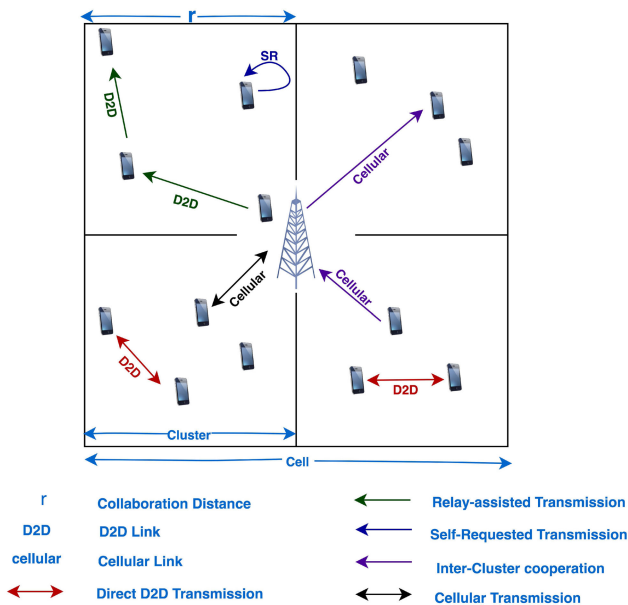 r
SR
D2D
D2D
Cellular
Cellular
Cellular
D2D
D2D
Cluster
Cell
r Collaboration Distance
D2D D2D Link
cellular Cellular Link
Direct D2D Transmission
Relay-assisted Transmission
Self-Requested Transmission
Inter-Cluster cooperation
Cellular Transmission